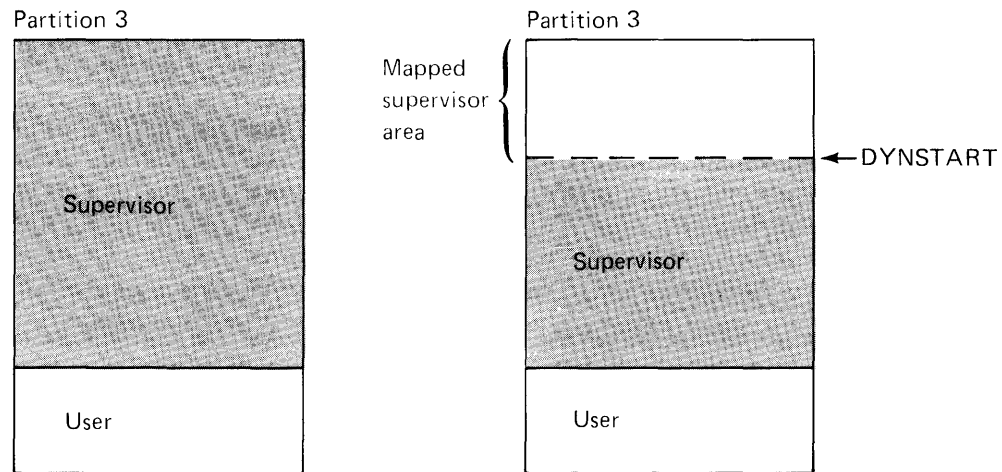 Partition 3
Supervisor
User
Partition 3
Mapped
supervisor
area
DYNSTART
Supervisor
User